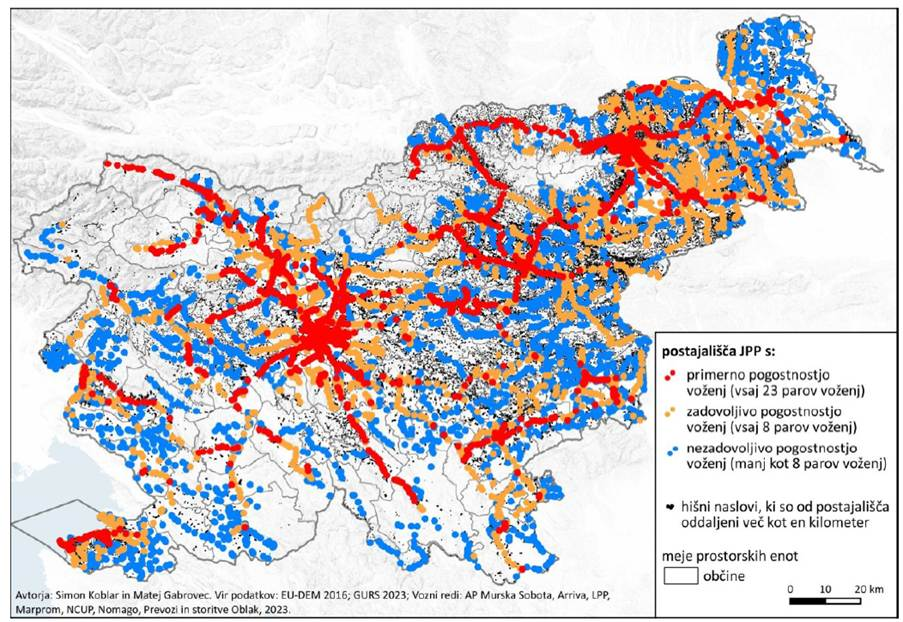 postajališča JPP s:
primerno pogostnostjo
voženj (vsaj 23 parov voženj)
zadovoljivo pogostnostjo
voženj (vsaj 8 parov voženj)
nezadovoljivo pogostnostjo
voženj (manj kot 8 parov voženj)
hišni naslovi, ki so od postajališča
oddaljeni več kot en kilometer
meje prostorskih enot
občine
0 10 20 km
Avtorja: Simon Koblar in Matej Gabrovec. Vir podatkov: EU-DEM 2016; GURS 2023; Vozni redi: AP Murska Sobota, Arriva, LPP,
Marprom, NCUP, Nomago, Prevozi in storitve Oblak, 2023.